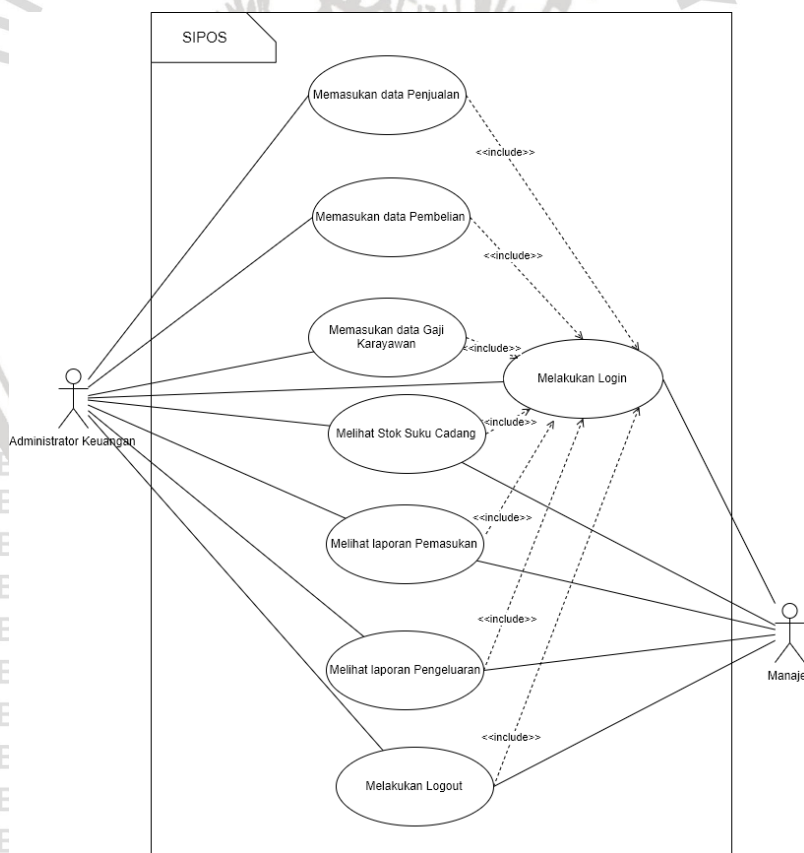 SIPOS
Memasukan data Penjualan
<<include>>
Memasukan data Pembelian
<<include>>
Memasukan data Gaji
Karayawan
<<include>>
Melakukan Login
Administrator Keuangan
Melihat Stok Suku Cadang
<<include>>
<<include>>
Melihat laporan Pemasukan
<<include>>
Melihat laporan Pengeluaran
Manaje
<<include>>
Melakukan Logout